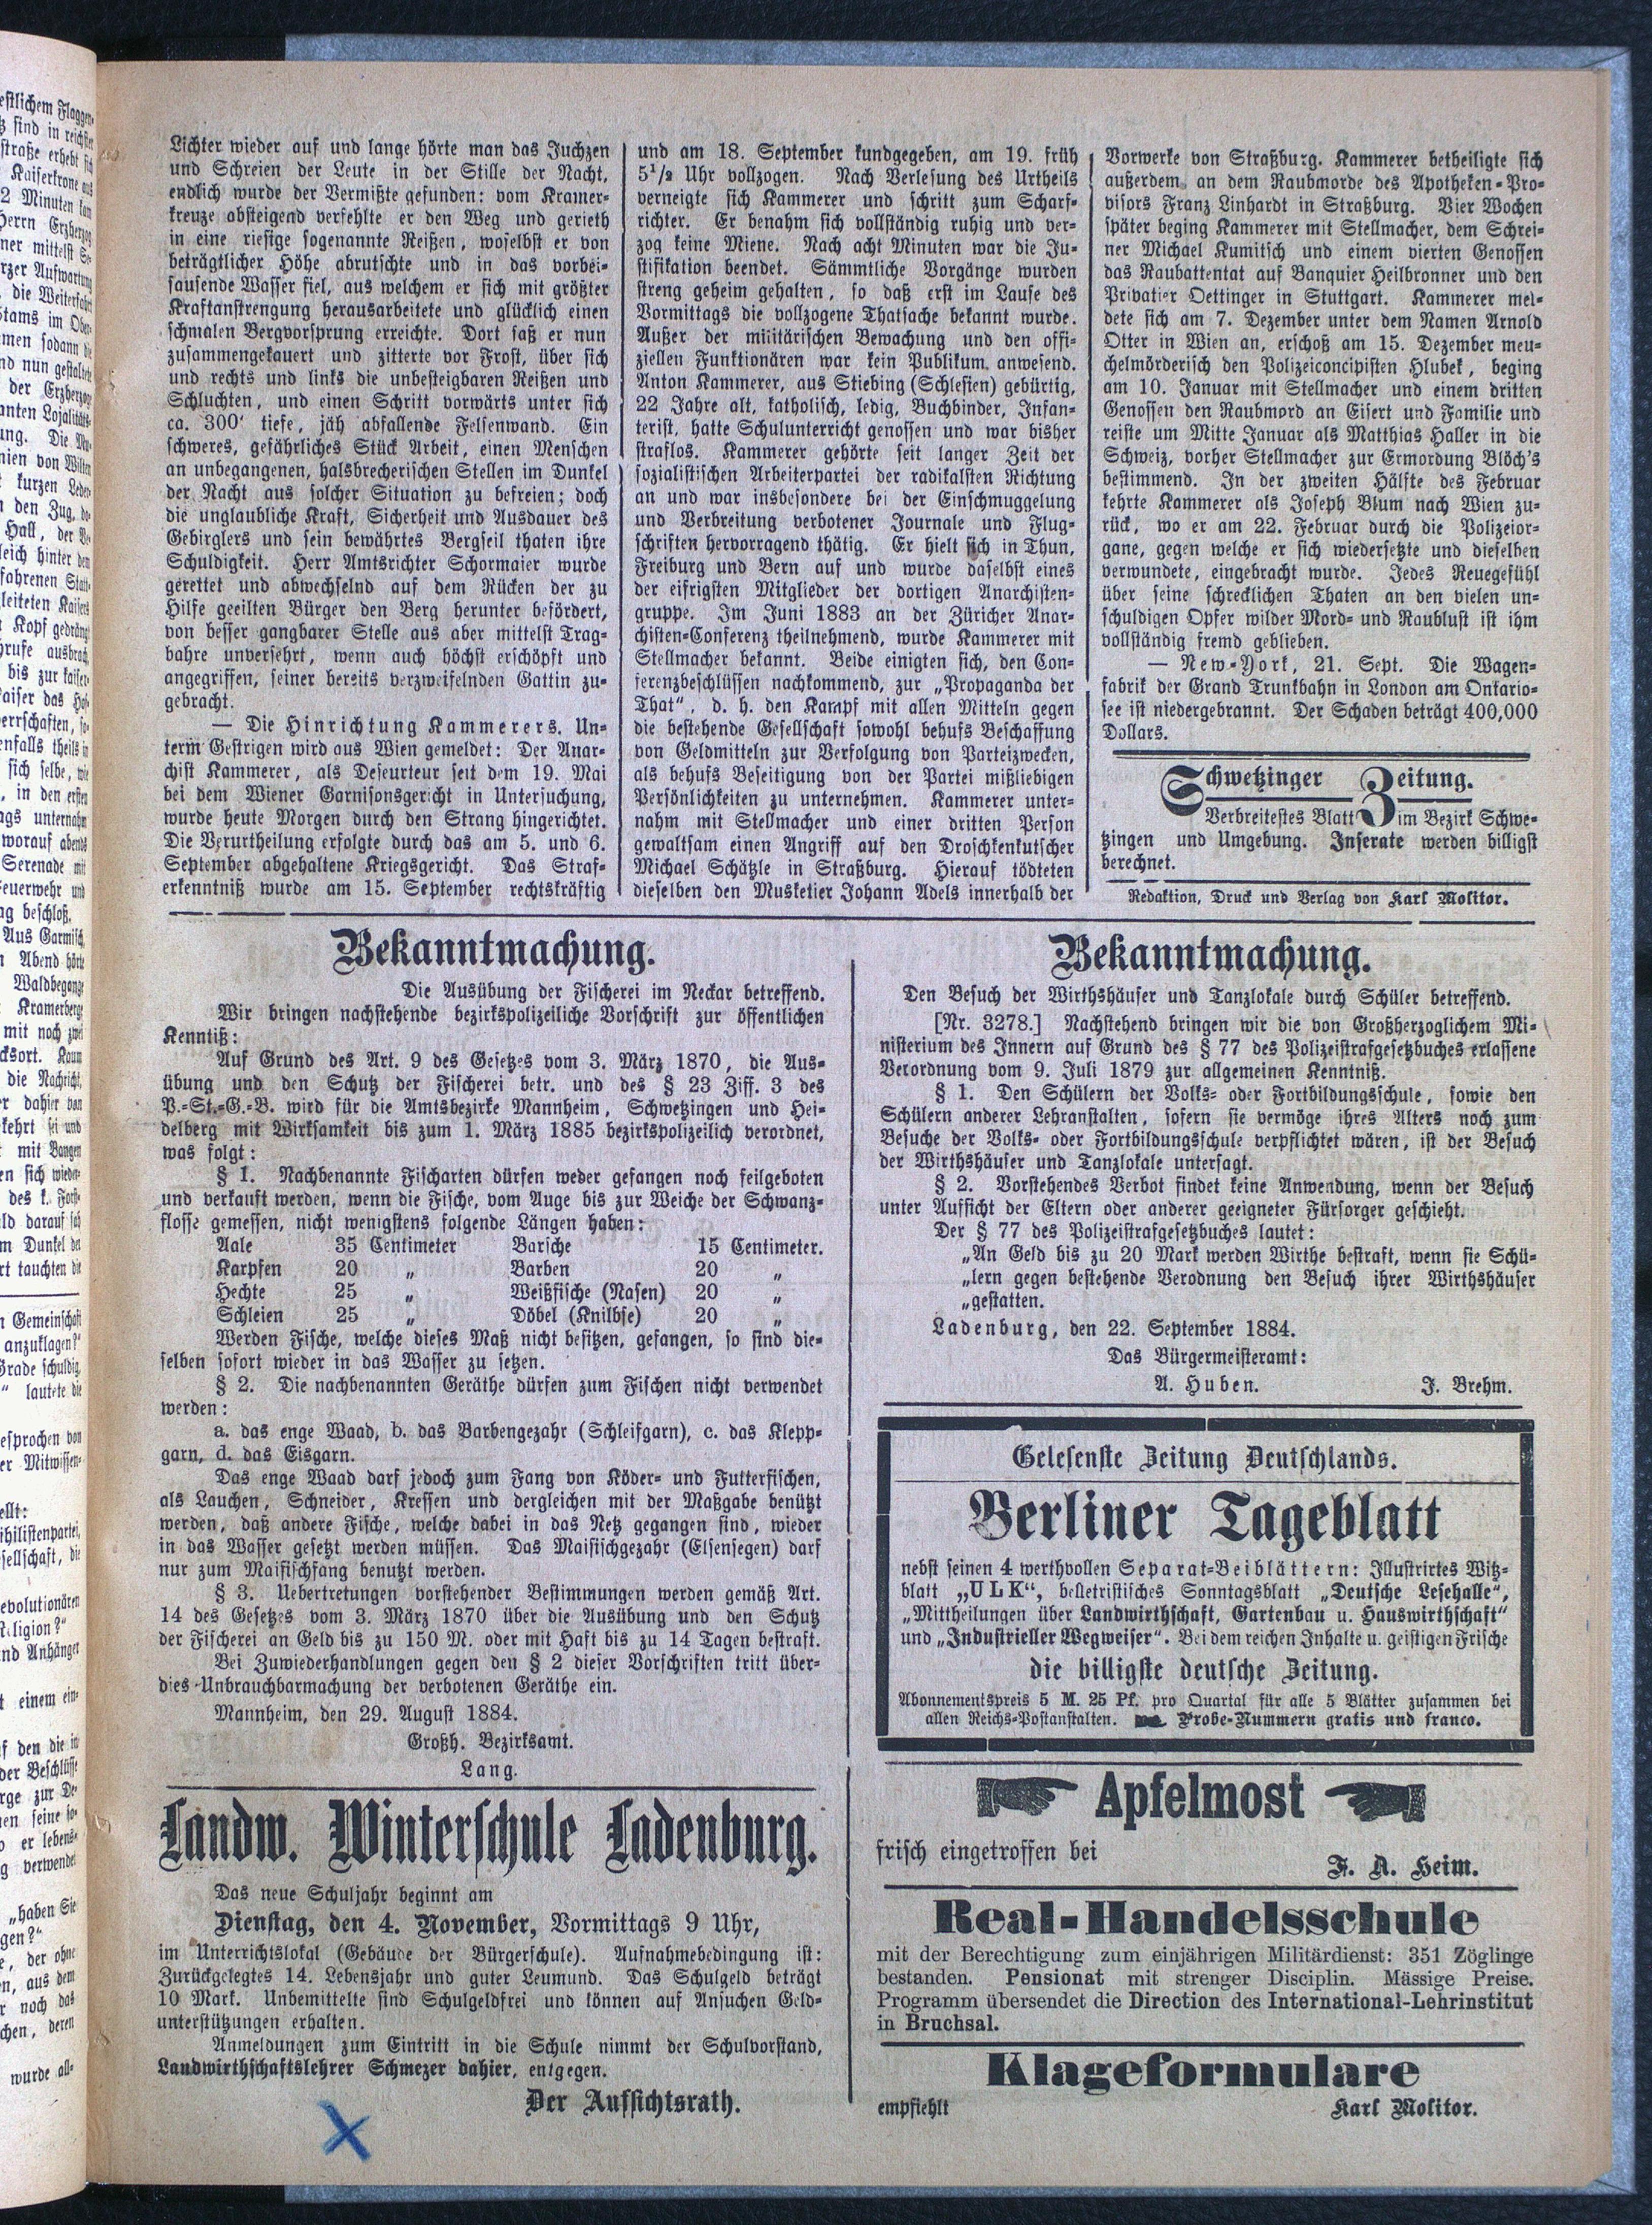 Lichter wieder auf und lange hörte man das Juchzen
und Schreien der Leute in der Stille der Nacht,
endlich wurde der Vermißte gefunden: vom Kramer-
kreuze absteigend verfehlte er den Weg und gerieth
in eine riesige sogenannte Reißen, woselbst er von
beträgtlicher Höhe abrutschte und in das vorbei-
sausende Wasser fiel, aus welchem er sich mit größter
Kraftanstrengung herausarbeitete und glücklich einen
schmalen Bergvorsprung erreichte. Dort saß er nun
zusammengekauert und zitterte vor Frost, über sich
und rechts und links die unbesteigbaren Reißen und
Schluchten, und einen Schritt vorwärts unter sich
ca. 300' tiefe, jäh abfallende Felsenwand. Ein
schweres, gefährliches Stück Arbeit, einen Menschen
an unbegangenen, halsbrecherischen Stellen im Dunkel
der Nacht aus solcher Situation zu befreien; doch
die unglaubliche Kraft, Sicherheit und Ausdauer des
Gebirglers und sein bewährtes Bergseil thaten ihre
Schuldigkeit. Herr Amtsrichter Schormaier wurde
gerettet und abwechselnd auf dem Rücken der zu
Hilfe geeilten Bürger den Berg herunter befördert,
von besser gangbarer Stelle aus aber mittelst Trag-
bahre unversehrt, wenn auch höchst erschöpft und
angegriffen, seiner bereits verzweifelnden Gattin zu-
gebracht.
— Die Hinrichtung Kammerers. Un-
term Gestrigen wird aus Wien gemeldet: Der Anar-
chist Kammerer, als Deseurteur seit dem 19. Mai
bei dem Wiener Garnisonsgericht in Untersuchung,
wurde heute Morgen durch den Strang hingerichtet.
Die Verurtheilung erfolgte durch das am 5. und 6.
September abgehaltene Kriegsgericht. Das Straf-
erkenntniß wurde am 15. September rechtskräftig
und am 18. September kundgegeben, am 19. früh
5¹/₂ Uhr vollzogen. Nach Verlesung des Urtheils
verneigte sich Kammerer und schritt zum Scharf-
richter. Er benahm sich vollständig ruhig und ver-
zog keine Miene. Nach acht Minuten war die Ju-
stifikation beendet. Sämmtliche Vorgänge wurden
streng geheim gehalten, so daß erst im Laufe des
Vormittags die vollzogene Thatsache bekannt wurde.
Außer der militärischen Bewachung und den offi-
ziellen Funktionären war kein Publikum anwesend.
Anton Kammerer, aus Stiebing (Schlesien) gebürtig,
22 Jahre alt, katholisch, ledig, Buchbinder, Infan-
terist, hatte Schulunterricht genossen und war bisher
straflos. Kammerer gehörte seit langer Zeit der
sozialistischen Arbeiterpartei der radikalsten Richtung
an und war insbesondere bei der Einschmuggelung
und Verbreitung verbotener Journale und Flug-
schriften hervorragend thätig. Er hielt sich in Thun,
Freiburg und Bern auf und wurde daselbst eines
der eifrigsten Mitglieder der dortigen Anarchisten-
gruppe. Im Juni 1883 an der Züricher Anar-
chisten-Conferenz theilnehmend, wurde Kammerer mit
Stellmacher bekannt. Beide einigten sich, den Con-
ferenzbeschlüssen nachkommend, zur „Propaganda der
That“, d. h. den Kampf mit allen Mitteln gegen
die bestehende Gesellschaft sowohl behufs Beschaffung
von Geldmitteln zur Verfolgung von Parteizwecken,
als behufs Beseitigung von der Partei mißliebigen
Persönlichkeiten zu unternehmen. Kammerer unter-
nahm mit Stellmacher und einer dritten Person
gewaltsam einen Angriff auf den Droschkenkutscher
Michael Schätzle in Straßburg. Hierauf tödteten
dieselben den Musketier Johann Adels innerhalb der
Vorwerke von Straßburg. Kammerer betheiligte sich
außerdem an dem Raubmorde des Apotheken-Pro-
visors Franz Linhardt in Straßburg. Vier Wochen
später beging Kammerer mit Stellmacher, dem Schrei-
ner Michael Kumitsch und einem vierten Genossen
das Raubattentat auf Banquier Heilbronner und den
Privatier Oettinger in Stuttgart. Kammerer mel-
dete sich am 7. Dezember unter dem Namen Arnold
Otter in Wien an, erschoß am 15. Dezember meu-
chelmörderisch den Polizeiconcipisten Hlubek, beging
am 10. Januar mit Stellmacher und einem dritten
Genossen den Raubmord an Eisert und Familie und
reiste um Mitte Januar als Matthias Haller in die
Schweiz, vorher Stellmacher zur Ermordung Blöch's
bestimmend. In der zweiten Hälfte des Februar
kehrte Kammerer als Joseph Blum nach Wien zu-
rück, wo er am 22. Februar durch die Polizeior-
gane, gegen welche er sich wiedersetzte und dieselben
verwundete, eingebracht wurde. Jedes Neuegefühl
über seine schrecklichen Thaten an den vielen un-
schuldigen Opfer wilder Mord- und Raublust ist ihm
vollständig fremd geblieben.
— New-York, 21. Sept. Die Wagen-
fabrik der Grand Trunkbahn in London am Ontario-
see ist niedergebrannt. Der Schaden beträgt 400,000
Dollars.
Schwetzinger Zeitung.
Verbreitestes Blatt im Bezirk Schwe-
tzingen und Umgebung. Inserate werden billigst
berechnet.
Redaktion, Druck und Verlag von Karl Molitor.
Bekanntmachung.
Die Ausübung der Fischerei im Neckar betreffend.
Wir bringen nachstehende bezirkspolizeiliche Vorschrift zur öffentlichen
Kenntiß:
Auf Grund des Art. 9 des Gesetzes vom 3. März 1870, die Aus-
übung und den Schutz der Fischerei betr. und des § 23 Ziff. 3 des
P.-St.-G.-B. wird für die Amtsbezirke Mannheim, Schwetzingen und Hei-
delberg mit Wirksamkeit bis zum 1. März 1885 bezirkspolizeilich verordnet,
was folgt:
§ 1. Nachbenannte Fischarten dürfen weder gefangen noch feilgeboten
und verkauft werden, wenn die Fische, vom Auge bis zur Weiche der Schwanz-
flosse gemessen, nicht wenigstens folgende Längen haben:
Aale 35 Centimeter Barsche 15 Centimeter.
Karpfen 20 „ Barben 20 „
Hechte 25 „ Weißfische (Nasen) 20 „
Schleien 25 „ Döbel (Knilbse) 20 „
Werden Fische, welche dieses Maß nicht besitzen, gefangen, so sind die-
selben sofort wieder in das Wasser zu setzen.
§ 2. Die nachbenannten Geräthe dürfen zum Fischen nicht verwendet
werden:
a. das enge Waad, b. das Barbengezahr (Schleifgarn), c. das Klepp-
garn, d. das Eisgarn.
Das enge Waad darf jedoch zum Fang von Köder- und Futterfischen,
als Lauchen, Schneider, Kressen und dergleichen mit der Maßgabe benützt
werden, daß andere Fische, welche dabei in das Netz gegangen sind, wieder
in das Wasser gesetzt werden müssen. Das Maifischgezahr (Elsensegen) darf
nur zum Maifischfang benutzt werden.
§ 3. Uebertretungen vorstehender Bestimmungen werden gemäß Art.
14 des Gesetzes vom 3. März 1870 über die Ausübung und den Schutz
der Fischerei an Geld bis zu 150 M. oder mit Haft bis zu 14 Tagen bestraft.
Bei Zuwiederhandlungen gegen den § 2 dieser Vorschriften tritt über-
dies Unbrauchbarmachung der verbotenen Geräthe ein.
Mannheim, den 29. August 1884.
Großh. Bezirksamt.
Lang.
Landw. Winterschule Ladenburg.
Das neue Schuljahr beginnt am
Dienstag, den 4. November, Vormittags 9 Uhr,
im Unterrichtslokal (Gebäude der Bürgerschule). Aufnahmebedingung ist:
Zurückgelegtes 14. Lebensjahr und guter Leumund. Das Schulgeld beträgt
10 Mark. Unbemittelte sind Schulgeldfrei und können auf Ansuchen Geld-
unterstützungen erhalten.
Anmeldungen zum Eintritt in die Schule nimmt der Schulvorstand,
Landwirthschaftslehrer Schmezer dahier, entgegen.
Der Aufsichtsrath.
Bekanntmachung.
Den Besuch der Wirthshäuser und Tanzlokale durch Schüler betreffend.
[Nr. 3278.] Nachstehend bringen wir die von Großherzoglichem Mi-
nisterium des Innern auf Grund des § 77 des Polizeistrafgesetzbuches erlassene
Verordnung vom 9. Juli 1879 zur allgemeinen Kenntniß.
§ 1. Den Schülern der Volks- oder Fortbildungsschule, sowie den
Schülern anderer Lehranstalten, sofern sie vermöge ihres Alters noch zum
Besuche der Volks- oder Fortbildungsschule verpflichtet wären, ist der Besuch
der Wirthshäuser und Tanzlokale untersagt.
§ 2. Vorstehendes Verbot findet keine Anwendung, wenn der Besuch
unter Aufsicht der Eltern oder anderer geeigneter Fürsorger geschieht.
Der § 77 des Polizeistrafgesetzbuches lautet:
„An Geld bis zu 20 Mark werden Wirthe bestraft, wenn sie Schü-
„lern gegen bestehende Verodnung den Besuch ihrer Wirthshäuser
„gestatten.
Ladenburg, den 22. September 1884.
Das Bürgermeisteramt:
A. Huben. J. Brehm.
Gelesenste Zeitung Deutschlands.
Berliner Tageblatt
nebst seinen 4 werthvollen Separat-Beiblättern: Illustrirtes Witz-
blatt „ULK“, belletristisches Sonntagsblatt „Deutsche Lesehalle“,
„Mittheilungen über Landwirthschaft, Gartenbau u. Hauswirthschaft“
und „Industrieller Wegweiser“. Bei dem reichen Inhalte u. geistigen Frische
die billigste deutsche Zeitung.
Abonnementspreis 5 M. 25 Pf. pro Quartal für alle 5 Blätter zusammen bei
allen Reichs-Postanstalten. Probe-Nummern gratis und franco.
Apfelmost
frisch eingetroffen bei
F. A. Heim.
Real-Handelsschule
mit der Berechtigung zum einjährigen Militärdienst: 351 Zöglinge
bestanden. Pensionat mit strenger Disciplin. Mässige Preise.
Programm übersendet die Direction des International-Lehrinstitut
in Bruchsal.
Klageformulare
empfiehlt Karl Molitor.